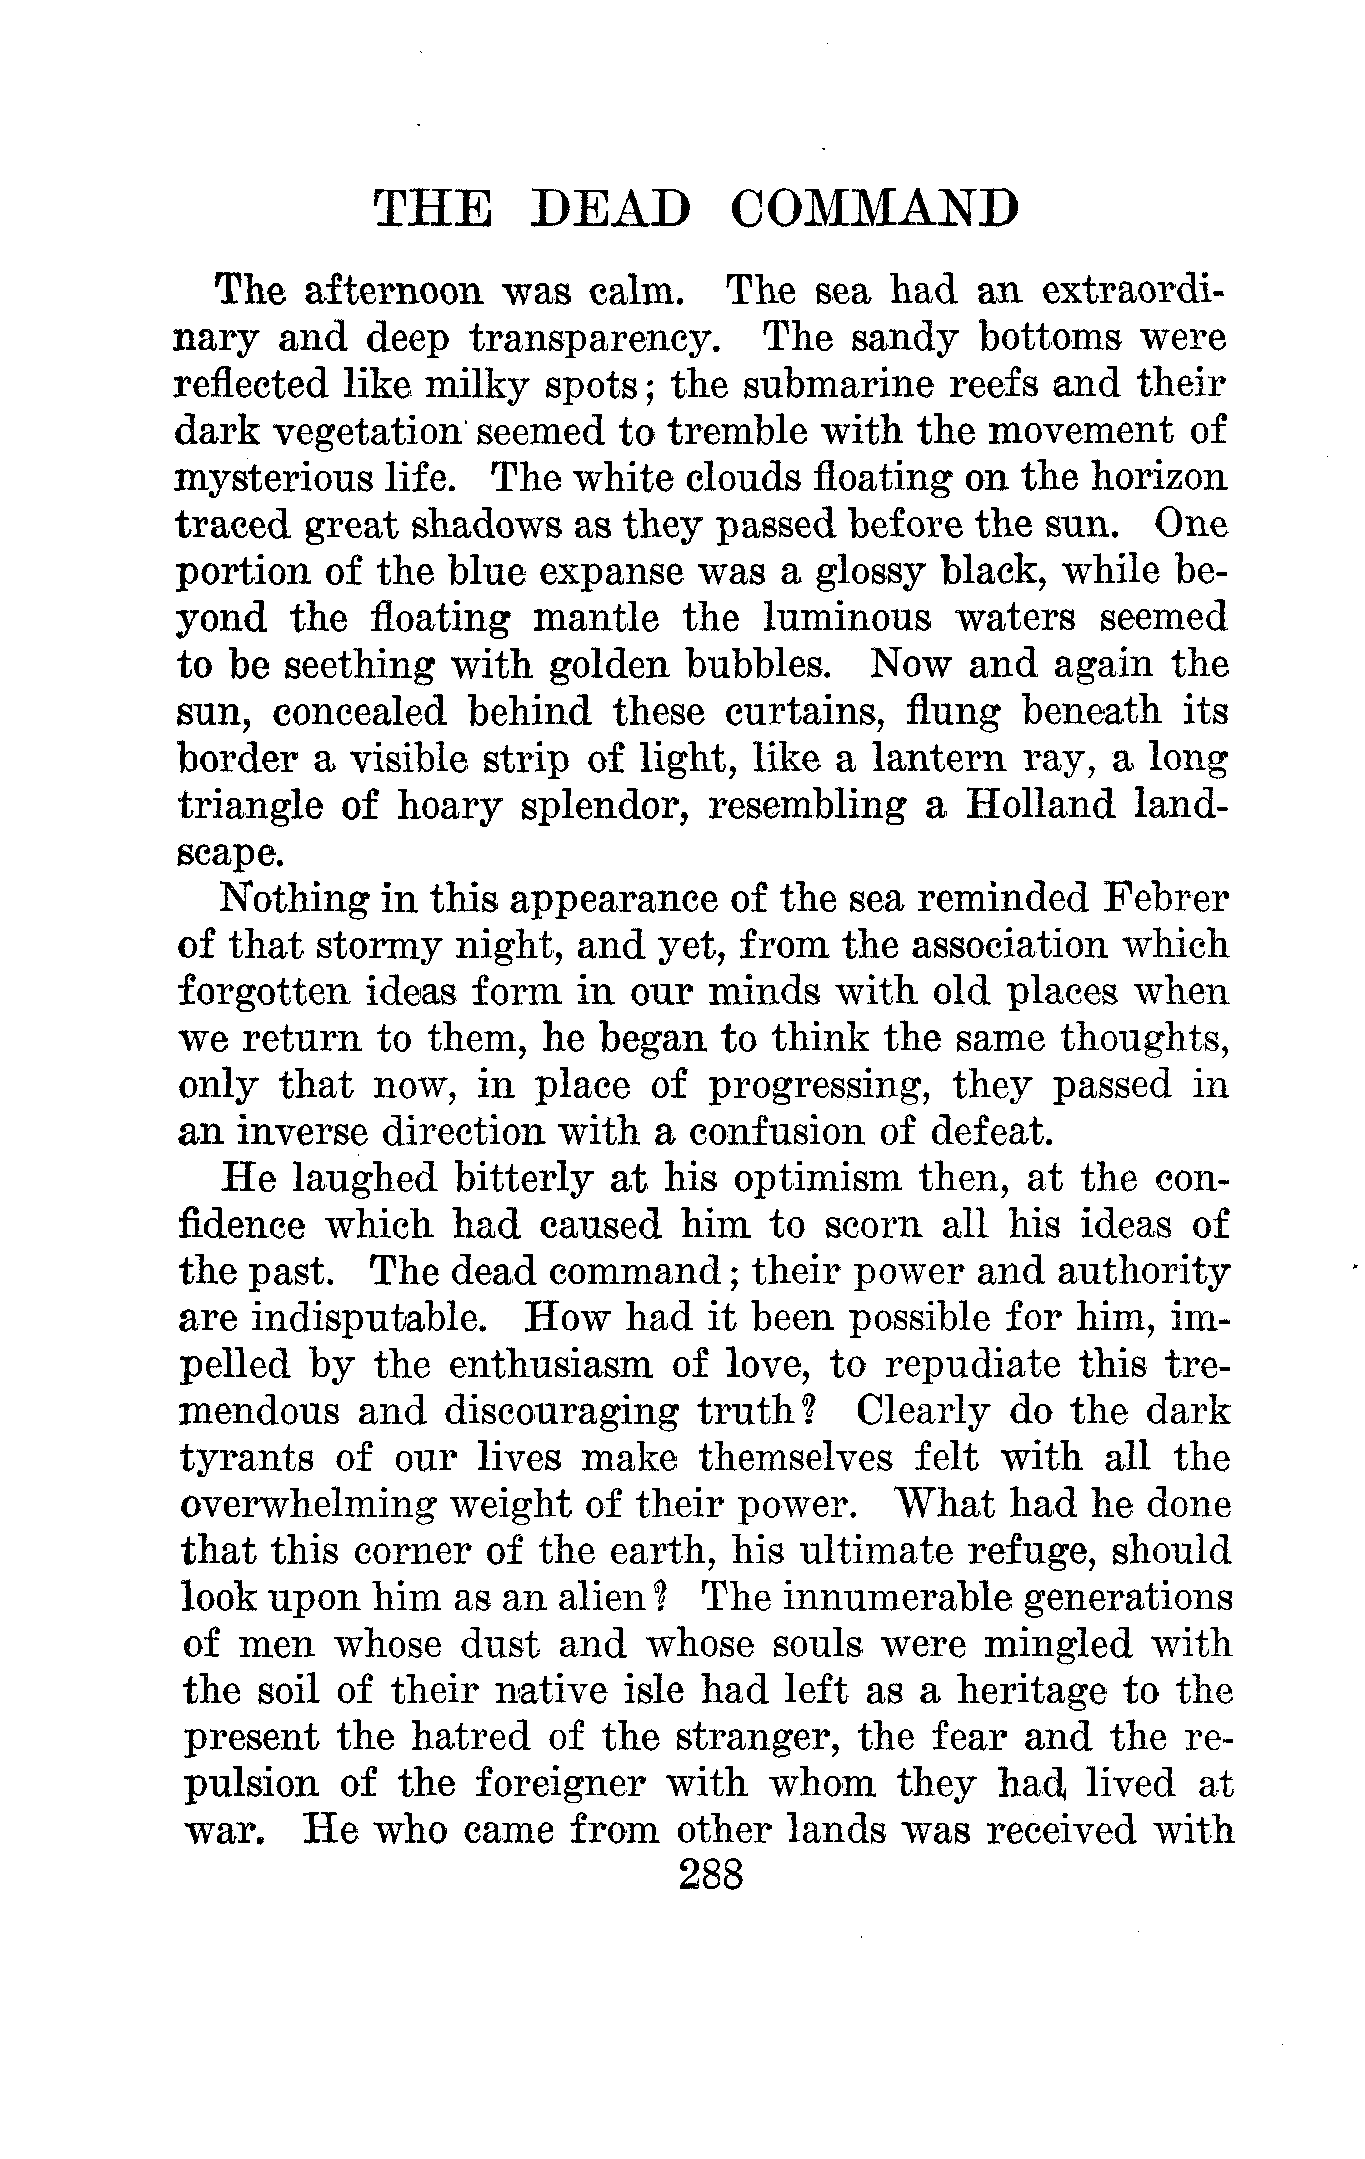 THE DEAD COMMAND
The afternoon was calm. The sea had an extraordi-
nary and deep transparency. The sandy bottoms were
reflected like milky spots; the submarine reefs and their
dark vegetation seemed to tremble with the movement of
mysterious life. The white clouds floating on the horizon
traced great shadows as they passed before the sun. One
portion of the blue expanse was a glossy black, while be-
yond the floating mantle the luminous waters seemed
to be seething with golden bubbles. Now and again the
sun, concealed behind these curtains, flung beneath its
border a visible strip of light, like a lantern ray, a long
triangle of hoary splendor, resembling a Holland land-
scape.
Nothing in this appearance of the sea reminded Febrer
of that stormy night, and yet, from the association which
forgotten ideas form in our minds with old places when
we return to them, he began to think the same thoughts,
only that now, in place of progressing, they passed in
an inverse direction with a confusion of defeat.
He laughed bitterly at his optimism then, at the con-
fidence which had caused him to scorn all his ideas of
the past. The dead command; their power and authority
are indisputable. How had it been possible for him, im-
pelled by the enthusiasm of love, to repudiate this tre-
mendous and discouraging truth? Clearly do the dark
tyrants of our lives make themselves felt with all the
overwhelming weight of their power. What had he done
that this corner of the earth, his ultimate refuge, should
look upon him as an alien? The innumerable generations
of men whose dust and whose souls were mingled with
the soil of their native isle had left as a heritage to the
present the hatred of the stranger, the fear and the re-
pulsion of the foreigner with whom they had lived at
war. He who came from other lands was received with
288